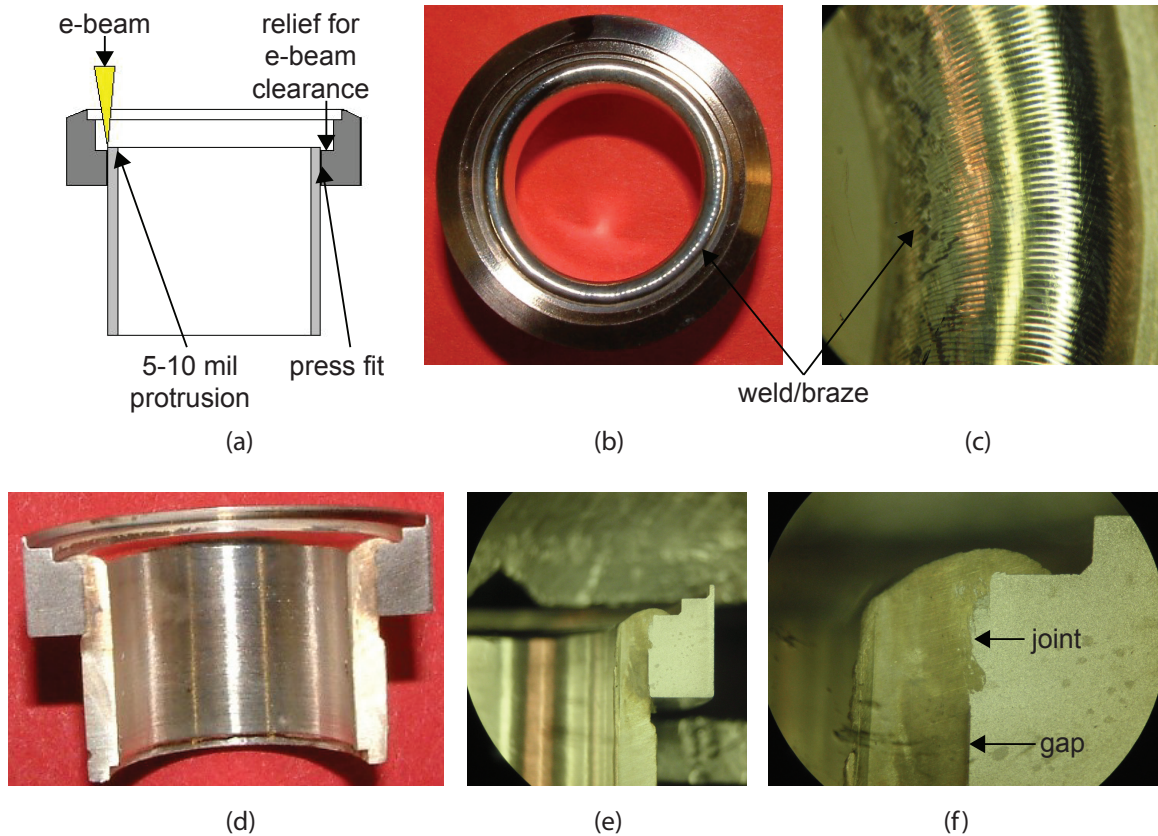 e-beam
relief for
e-beam
clearance
5-10 mil
protrusion
press fit
weld/braze
(a)
(b)
(c)
joint
gap
(d)
(e)
(f)